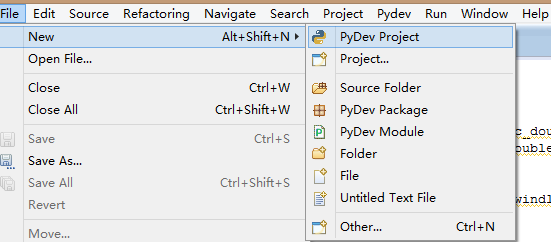 File Edit Source Refactoring Navigate Search Project Pydev Run Window Help
New Alt+Shift+N
Open File...
Close Ctrl+W
Close All Ctrl+Shift+W
Save Ctrl+S
Save As...
Save All Ctrl+Shift+S
Revert
Move...
PyDev Project
Project...
Source Folder
PyDev Package
PyDev Module
Folder
File
Untitled Text File
Other... Ctrl+N
c_dou
ouble
windl